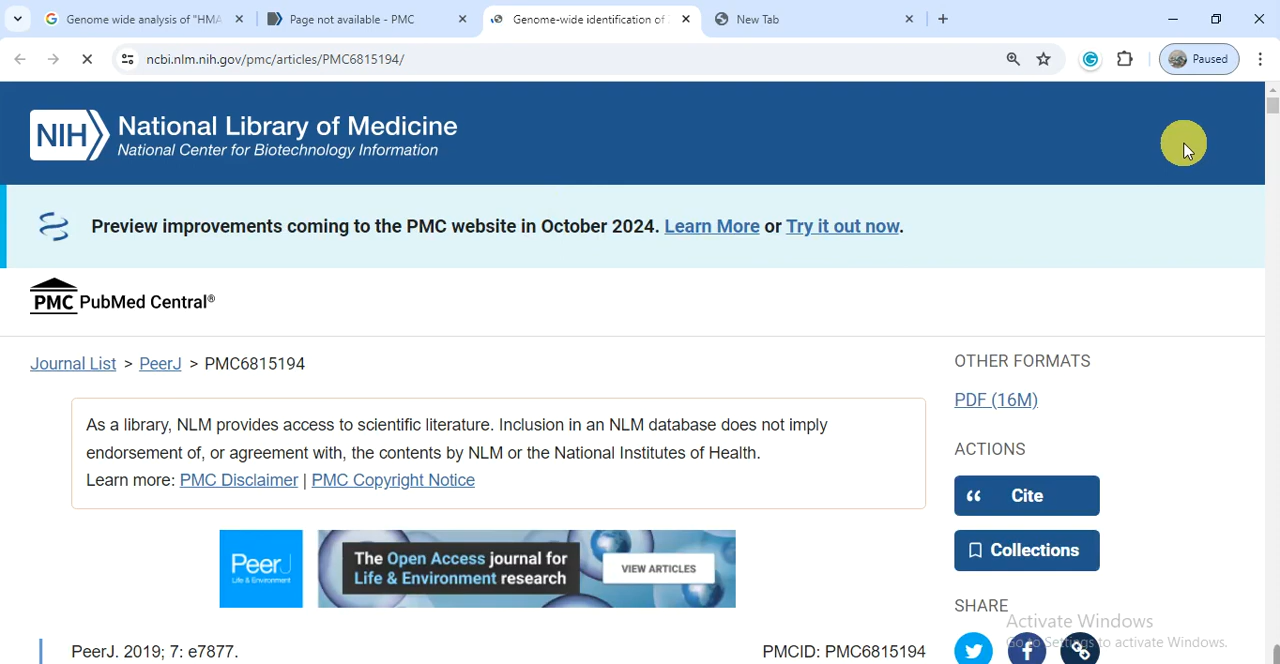 Genome wide analysis of "HMA
Page not available - PMC
Genome-wide identification of
New Tab
ncbi.nlm.nih.gov/pmc/articles/PMC6815194/
Paused
NIH National Library of Medicine
National Center for Biotechnology Information
Preview improvements coming to the PMC website in October 2024. Learn More or Try it out now.
PMC PubMed Central®
Journal List > PeerJ > PMC6815194
As a library, NLM provides access to scientific literature. Inclusion in an NLM database does not imply
endorsement of, or agreement with, the contents by NLM or the National Institutes of Health.
Learn more: PMC Disclaimer | PMC Copyright Notice
PeerJ
Life & Environment
The Open Access journal for
Life & Environment research
VIEW ARTICLES
PeerJ. 2019; 7: e7877.
PMCID: PMC6815194
OTHER FORMATS
PDF (16M)
ACTIONS
Cite
Collections
SHARE
Activate Windows
Go to Settings to activate Windows.